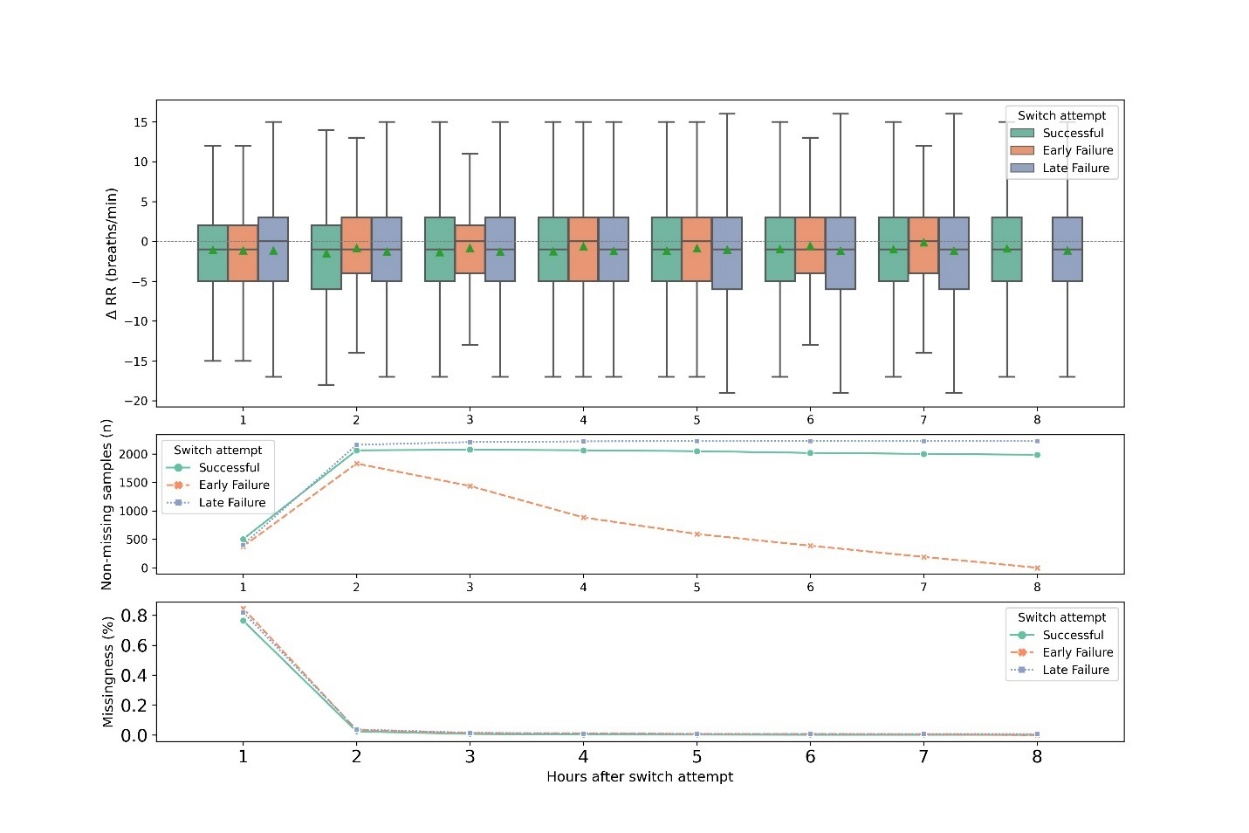 Δ RR (breaths/min)
15
10
5
0
−5
−10
−15
−20
Switch attempt
Successful
Early Failure
Late Failure
1 2 3 4 5 6 7 8
Non-missing samples (n)
2000
1500
1000
500
0
Switch attempt
Successful
Early Failure
Late Failure
1 2 3 4 5 6 7 8
Missingness (%)
0.8
0.6
0.4
0.2
0.0
Switch attempt
Successful
Early Failure
Late Failure
1 2 3 4 5 6 7 8
Hours after switch attempt